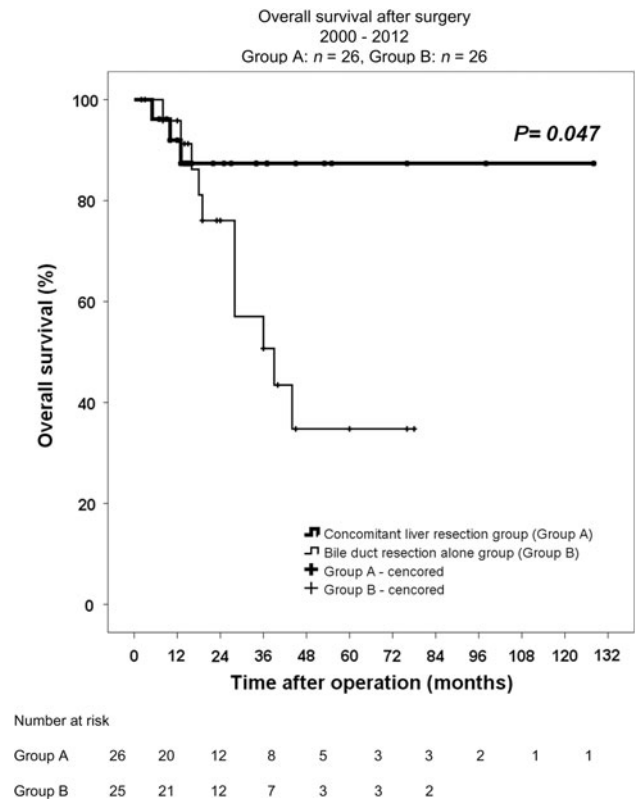 Overall survival after surgery
2000 - 2012
Group A: n = 26, Group B: n = 26
P= 0.047
Overall survival (%)
100
80
60
40
20
0
Concomitant liver resection group (Group A)
Bile duct resection alone group (Group B)
Group A - cencored
Group B - cencored
0 12 24 36 48 60 72 84 96 108 120 132
Time after operation (months)
Number at risk
Group A 26 20 12 8 5 3 3 2 1 1
Group B 25 21 12 7 3 3 2